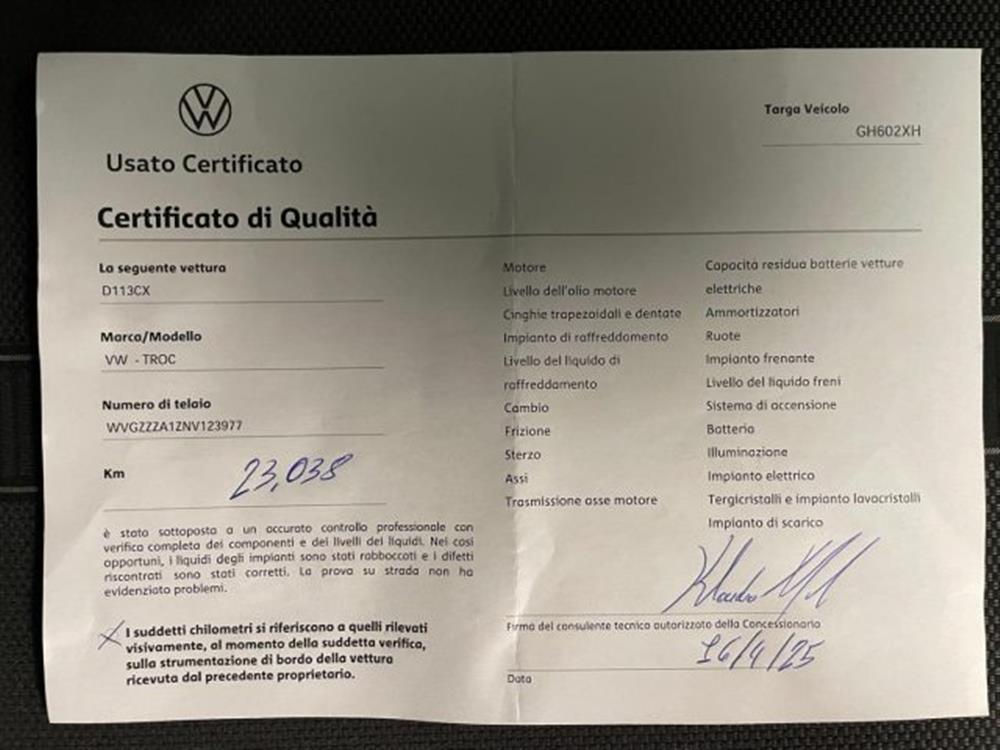 Usato Certificato
Targa Veicolo
GH602XH
Certificato di Qualità
La seguente vettura
D113CX
Marca/Modello
VW - TROC
Numero di telaio
WVGZZZA1ZNV123977
Km 23,038
è stata sottoposta a un accurato controllo professionale con
verifica completa dei componenti e dei livelli dei liquidi. Nei casi
opportuni, i liquidi degli impianti sono stati rabboccati e i difetti
riscontrati sono stati corretti. La prova su strada non ha
evidenziato problemi.
I suddetti chilometri si riferiscono a quelli rilevati
visivamente, al momento della suddetta verifica,
sulla strumentazione di bordo della vettura
ricevuta dal precedente proprietario.
Motore
Livello dell'olio motore
Cinghie trapezoidali e dentate
Impianto di raffreddamento
Livello del liquido di
raffreddamento
Cambio
Frizione
Sterzo
Assi
Trasmissione asse motore
Capacità residua batterie vetture
elettriche
Ammortizzatori
Ruote
Impianto frenante
Livello del liquido freni
Sistema di accensione
Batteria
Illuminazione
Impianto elettrico
Tergicristalli e impianto lavacristalli
Impianto di scarico
Firma del consulente tecnico autorizzato della Concessionaria
16/4/25
Data